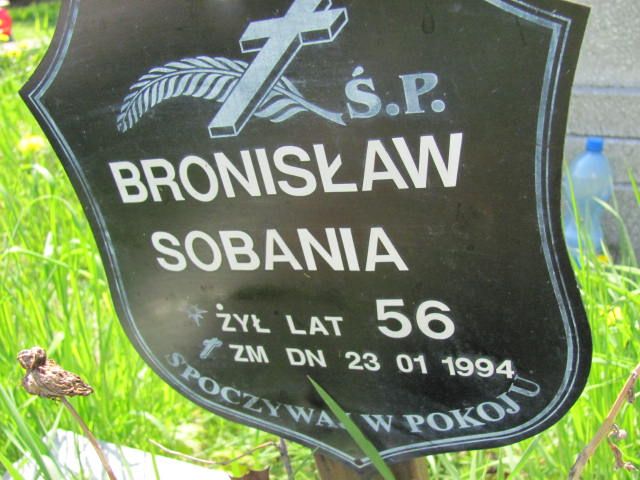 Ś.P.
BRONISŁAW
SOBANIA
* ŻYŁ LAT 56
✝ ZM DN 23 01 1994
SPOCZYWAJ W POKOJU